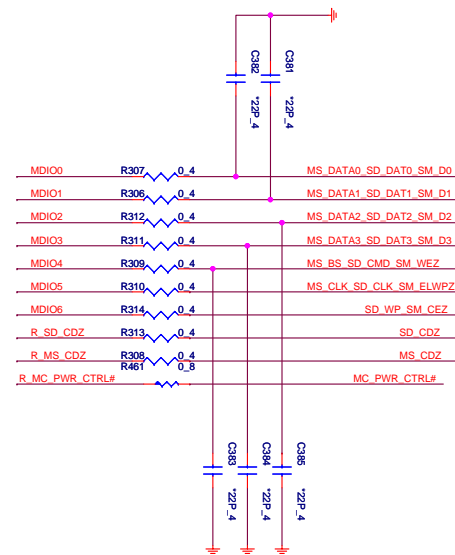 C382
C381
*22P_4
*22P_4
MDIO0 R307 0_4 MS_DATA0_SD_DAT0_SM_D0
MDIO1 R306 0_4 MS_DATA1_SD_DAT1_SM_D1
MDIO2 R312 0_4 MS_DATA2_SD_DAT2_SM_D2
MDIO3 R311 0_4 MS_DATA3_SD_DAT3_SM_D3
MDIO4 R309 0_4 MS_BS_SD_CMD_SM_WEZ
MDIO5 R310 0_4 MS_CLK_SD_CLK_SM_ELWPZ
MDIO6 R314 0_4 SD_WP_SM_CEZ
R_SD_CDZ R313 0_4 SD_CDZ
R_MS_CDZ R308 0_4 MS_CDZ
R_MC_PWR_CTRL# R461 0_8 MC_PWR_CTRL#
C383
C384
C385
*22P_4
*22P_4
*22P_4